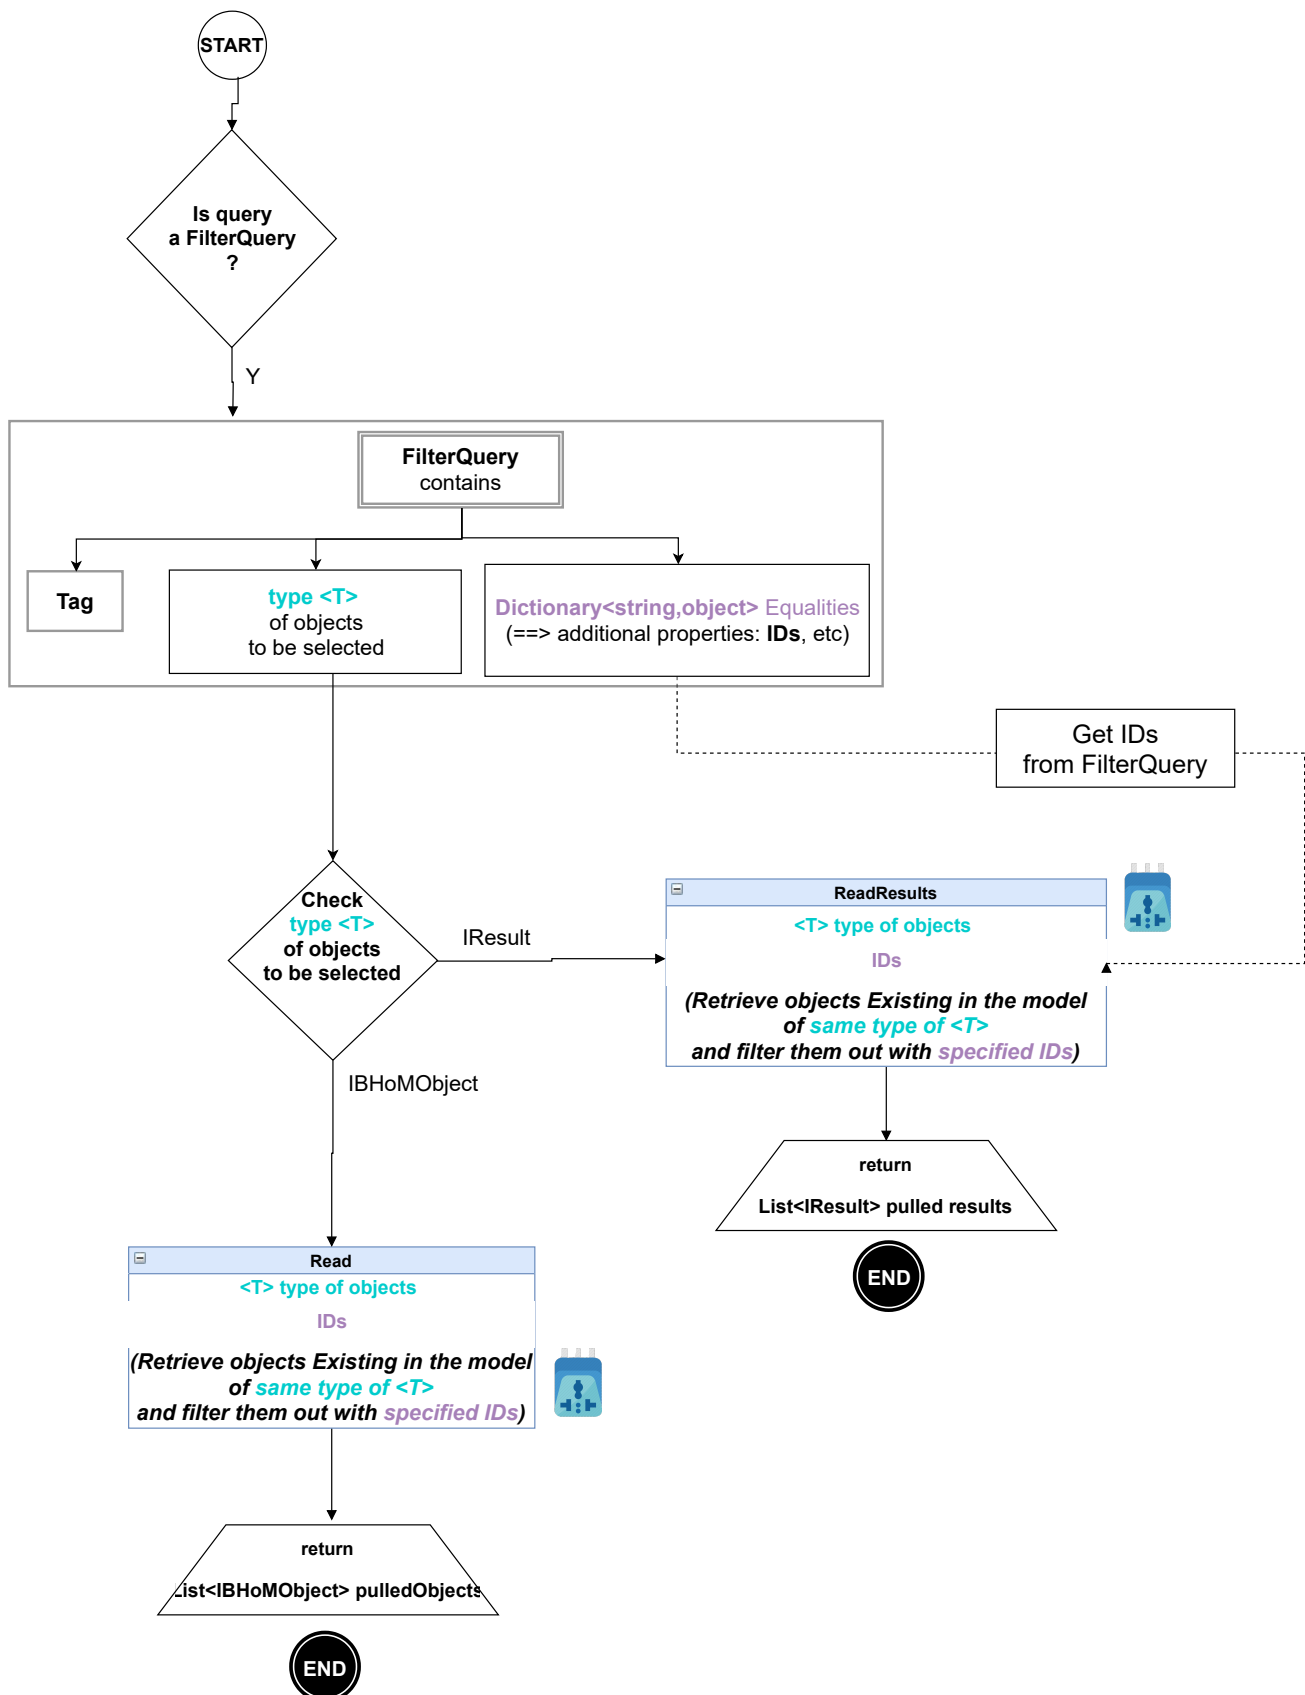 START
Is query
a FilterQuery
?
Y
FilterQuery
contains
Tag
type <T>
of objects
to be selected
Dictionary<string,object> Equalities
(==> additional properties: IDs, etc)
Get IDs
from FilterQuery
Check
type <T>
of objects
to be selected
IResult
IBHoMObject
ReadResults
<T> type of objects
IDs
(Retrieve objects Existing in the model
of same type of <T>
and filter them out with specified IDs)
return
List<IResult> pulled results
END
Read
<T> type of objects
IDs
(Retrieve objects Existing in the model
of same type of <T>
and filter them out with specified IDs)
return
List<IBHoMObject> pulledObjects
END